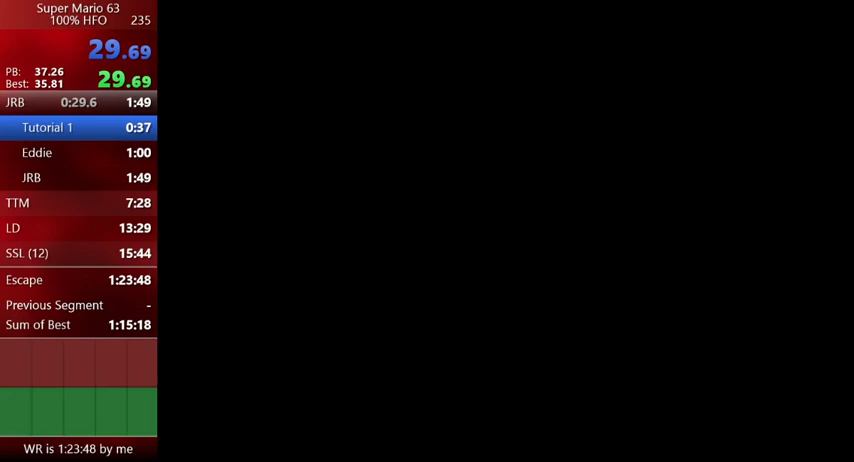 Super Mario 63
100% HFO 235
29.69
PB: 37.26
Best: 35.81 29.69
JRB 0:29.6 1:49
Tutorial 1 0:37
Eddie 1:00
JRB 1:49
TTM 7:28
LD 13:29
SSL (12) 15:44
Escape 1:23:48
Previous Segment -
Sum of Best 1:15:18
WR is 1:23:48 by me